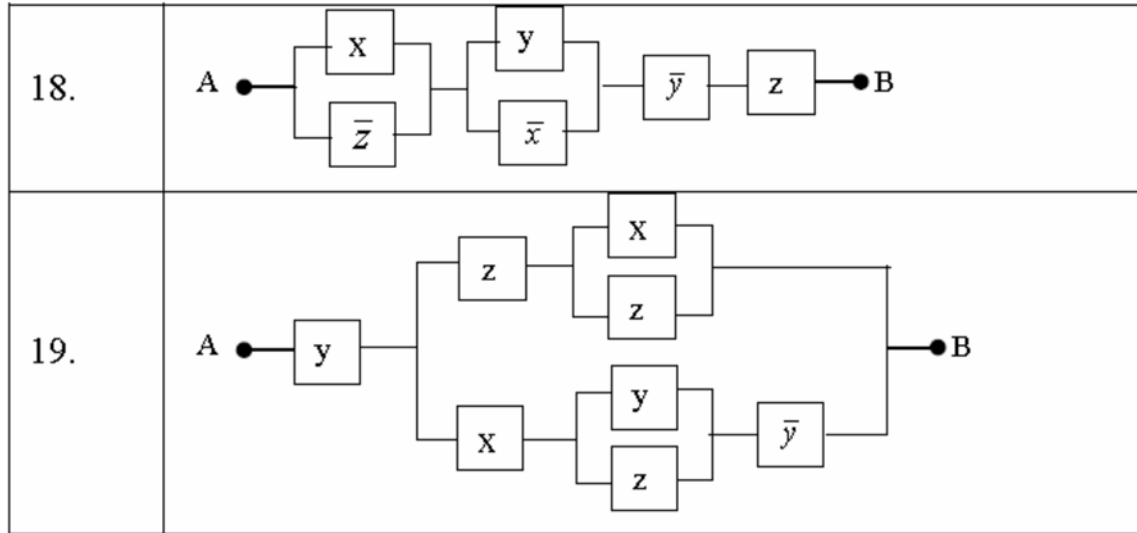 x y
18. A ȳ z B
z̄ x̄
x
z
z
19. A y B
y
x ȳ
z